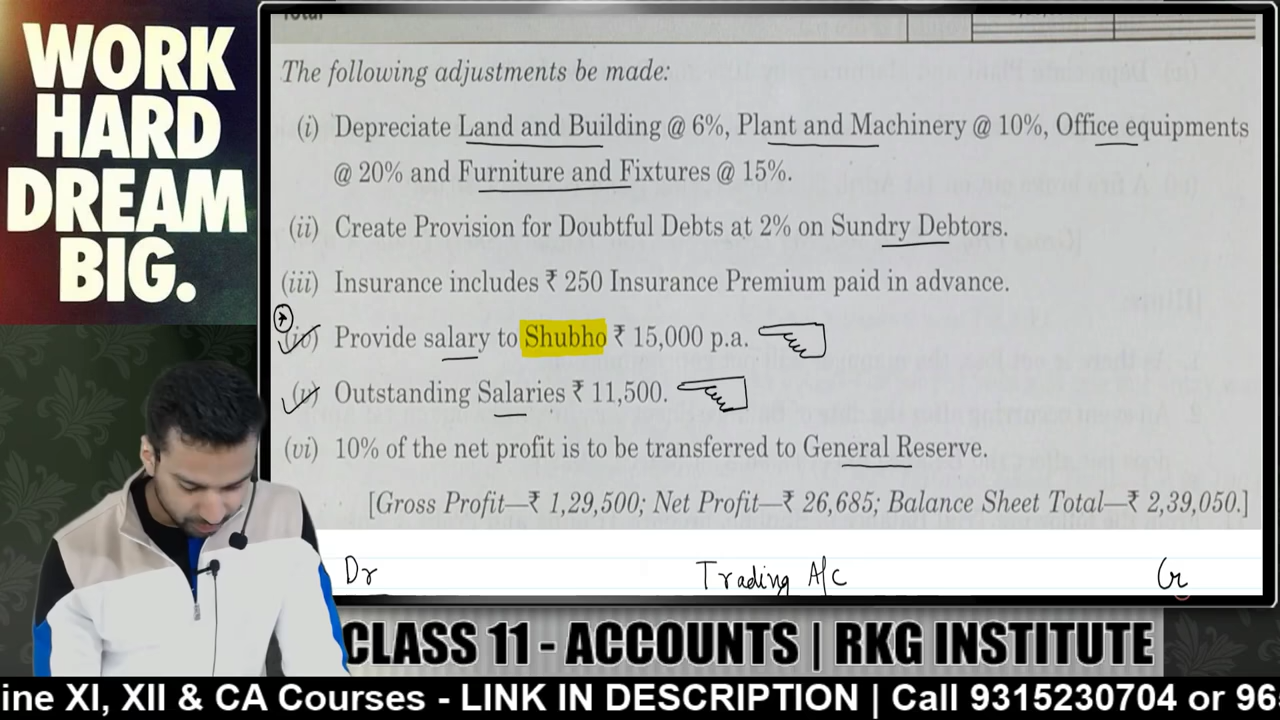 WORK
HARD
DREAM
BIG.
Total
The following adjustments be made:
(i) Depreciate Land and Building @ 6%, Plant and Machinery @ 10%, Office equipments
@ 20% and Furniture and Fixtures @ 15%.
(ii) Create Provision for Doubtful Debts at 2% on Sundry Debtors.
(iii) Insurance includes ₹ 250 Insurance Premium paid in advance.
(iv) Provide salary to Shubho ₹ 15,000 p.a.
(v) Outstanding Salaries ₹ 11,500.
(vi) 10% of the net profit is to be transferred to General Reserve.
[Gross Profit—₹ 1,29,500; Net Profit—₹ 26,685; Balance Sheet Total—₹ 2,39,050.]
Dr Trading A/C Cr
CLASS 11 - ACCOUNTS | RKG INSTITUTE
ine XI, XII & CA Courses - LINK IN DESCRIPTION | Call 9315230704 or 96